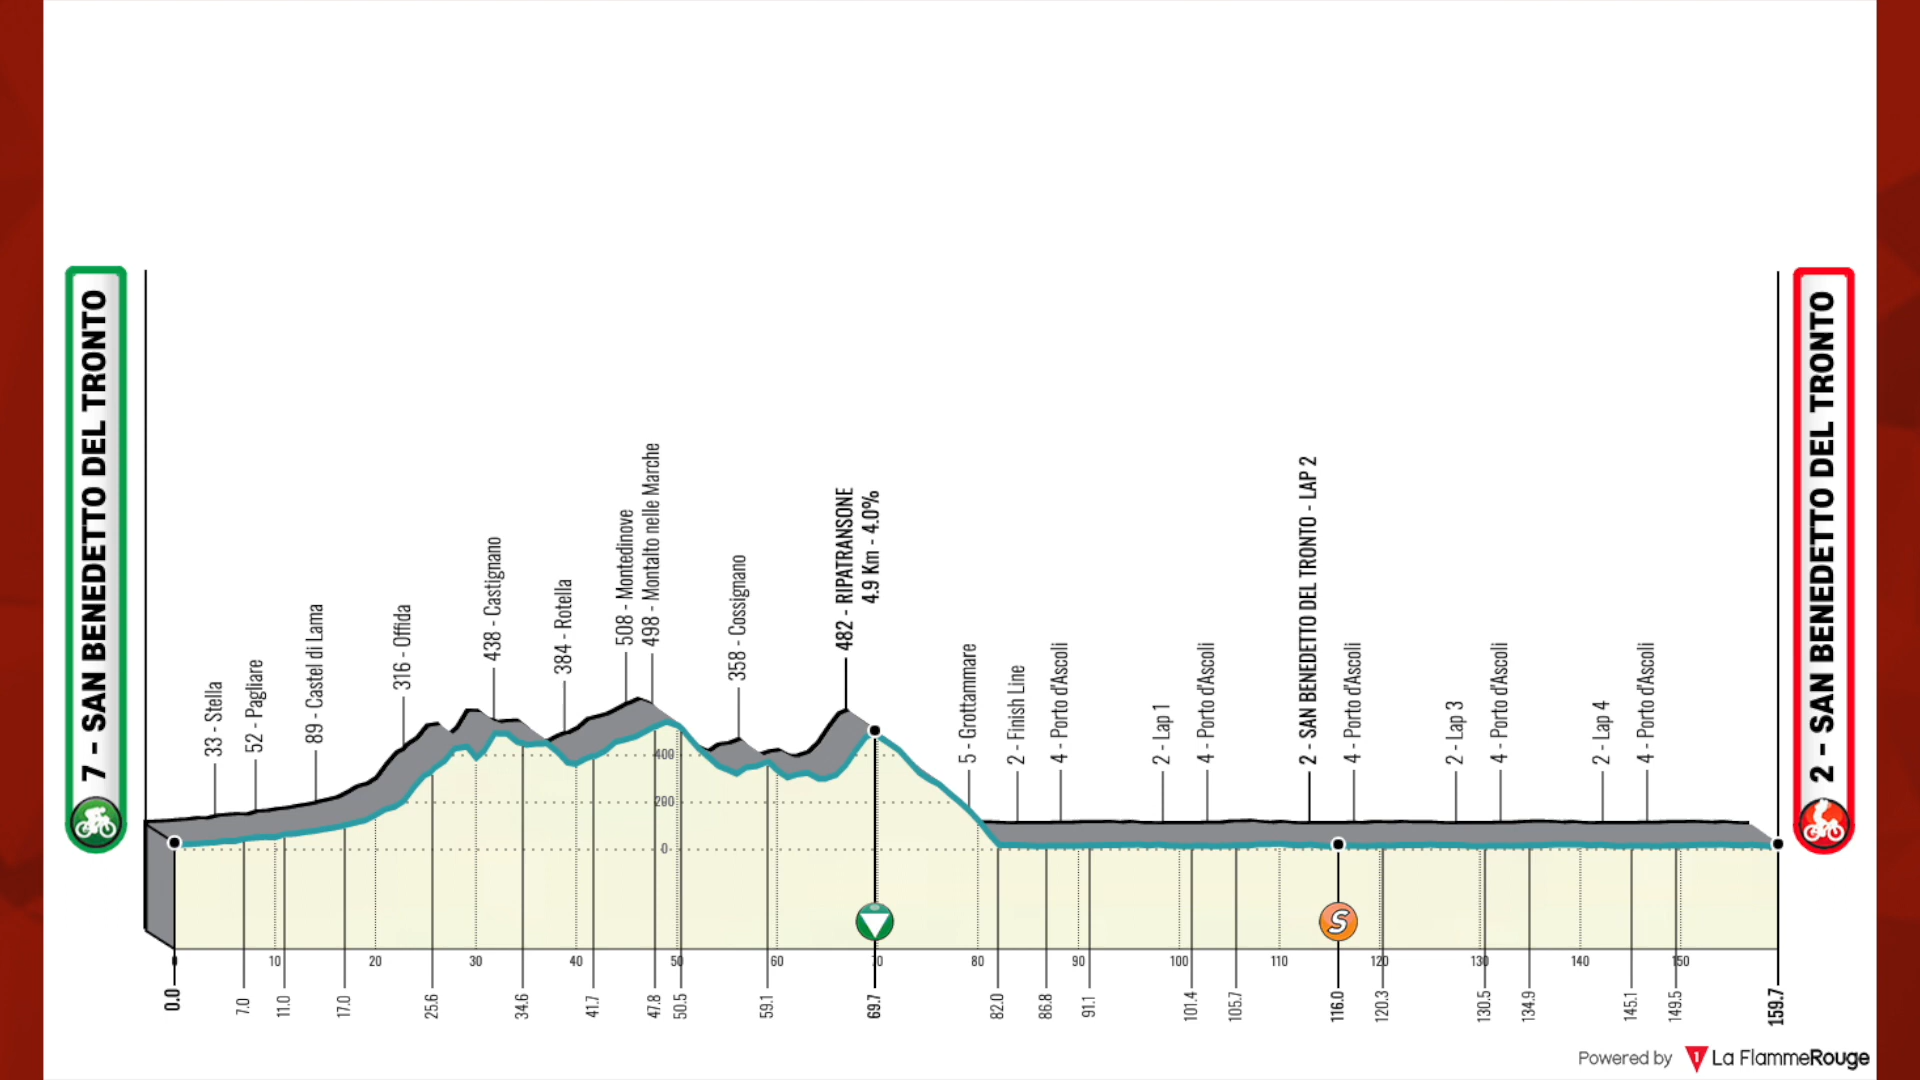 7 - SAN BENEDETTO DEL TRONTO
33 - Stella
52 - Pagliare
89 - Castel di Lama
316 - Offida
438 - Castignano
384 - Rotella
508 - Montedinove
498 - Montalto nelle Marche
358 - Cossignano
482 - RIPATRANSONE
4.9 Km - 4.0%
5 - Grottammare
2 - Finish Line
4 - Porto d'Ascoli
2 - Lap 1
4 - Porto d'Ascoli
2 - SAN BENEDETTO DEL TRONTO - LAP 2
4 - Porto d'Ascoli
2 - Lap 3
4 - Porto d'Ascoli
2 - Lap 4
4 - Porto d'Ascoli
2 - SAN BENEDETTO DEL TRONTO
400
200
0
S
0 10 20 30 40 50 60 70 80 90 100 110 120 130 140 150
0.0 7.0 11.0 17.0 25.6 34.6 41.7 47.8 50.5 59.1 69.7 82.0 86.8 91.1 101.4 105.7 116.0 120.3 130.5 134.9 145.1 149.5 159.7
Powered by 1 La FlammeRouge